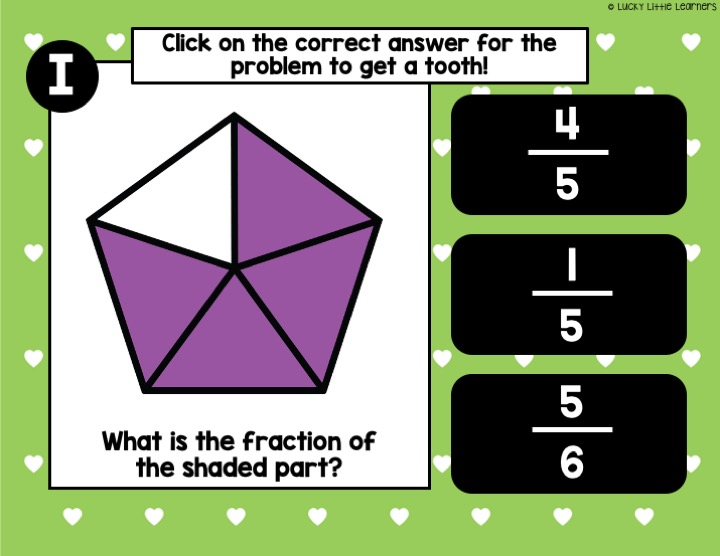 © Lucky Little Learners
Click on the correct answer for the
problem to get a tooth!
I
What is the fraction of
the shaded part?
4
5
1
5
5
6